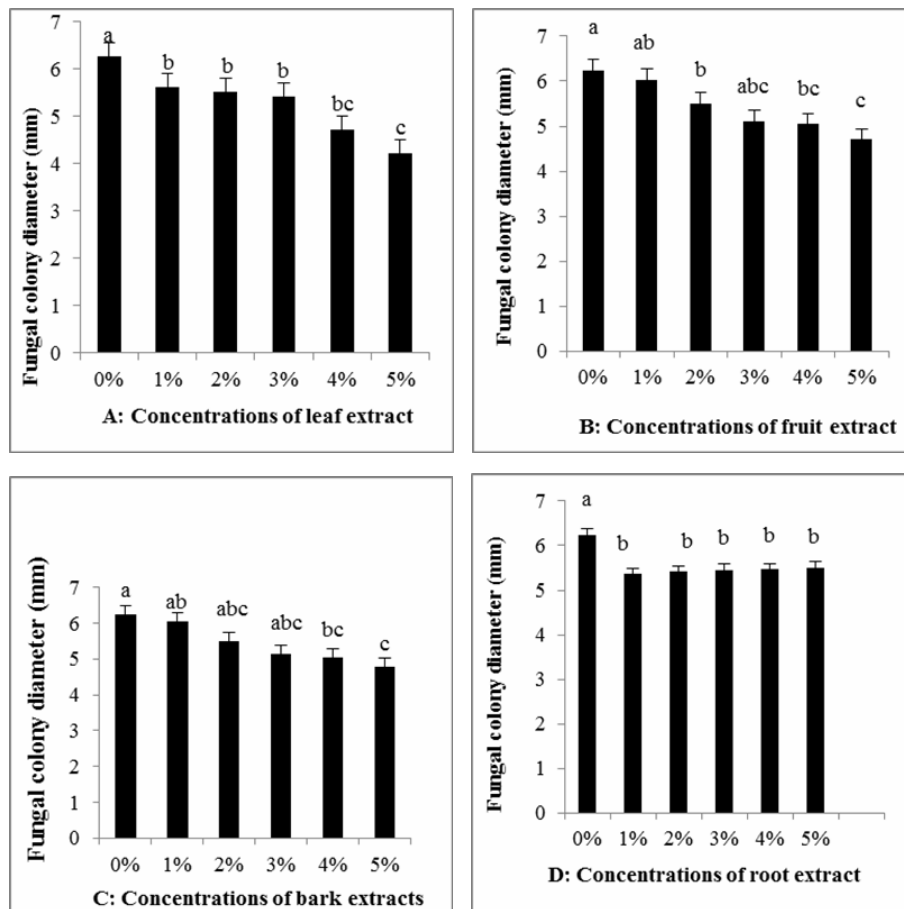 Fungal colony diameter (mm)
7
6
5
4
3
2
1
0
a
b
b
b
bc
c
0% 1% 2% 3% 4% 5%
A: Concentrations of leaf extract
Fungal colony diameter (mm)
7
6
5
4
3
2
1
0
a
ab
b
abc
bc
c
0% 1% 2% 3% 4% 5%
B: Concentrations of fruit extract
Fungal colony diameter (mm)
7
6
5
4
3
2
1
0
a
ab
abc
abc
bc
c
0% 1% 2% 3% 4% 5%
C: Concentrations of bark extracts
Fungal colony diameter (mm)
7
6
5
4
3
2
1
0
a
b
b
b
b
b
0% 1% 2% 3% 4% 5%
D: Concentrations of root extract